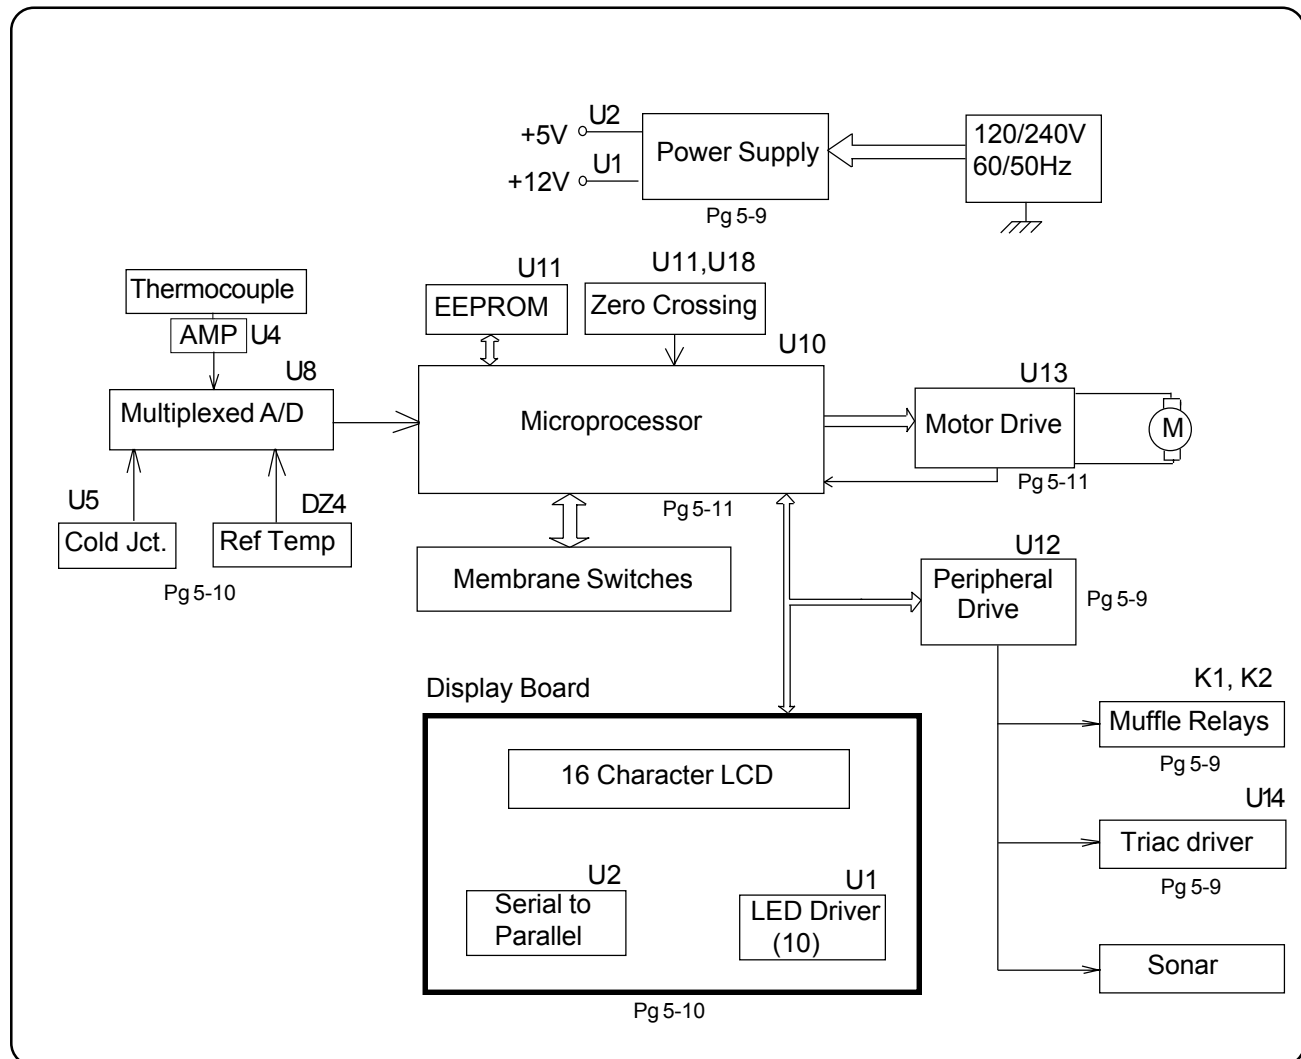 U2
+5V
U1
+12V
Power Supply
120/240V
60/50Hz
Pg 5-9
Thermocouple
AMP U4
U8
Multiplexed A/D
U5
Cold Jct.
DZ4
Ref Temp
Pg 5-10
U11
EEPROM
U11,U18
Zero Crossing
U10
Microprocessor
Pg 5-11
Membrane Switches
U13
Motor Drive
M
Pg 5-11
U12
Peripheral
Drive
Pg 5-9
K1, K2
Muffle Relays
Pg 5-9
U14
Triac driver
Pg 5-9
Sonar
Display Board
16 Character LCD
U2
Serial to
Parallel
U1
LED Driver
(10)
Pg 5-10